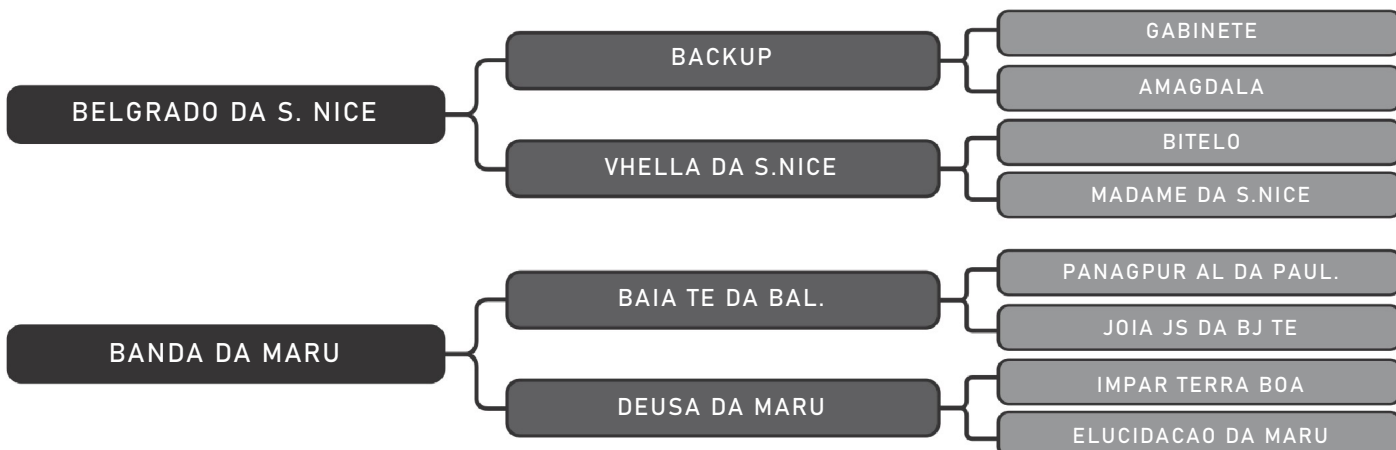 BELGRADO DA S. NICE
BACKUP
GABINETE
AMAGDALA
VHELLA DA S.NICE
BITELO
MADAME DA S.NICE
BANDA DA MARU
BAIA TE DA BAL.
PANAGPUR AL DA PAUL.
JOIA JS DA BJ TE
DEUSA DA MARU
IMPAR TERRA BOA
ELUCIDACAO DA MARU